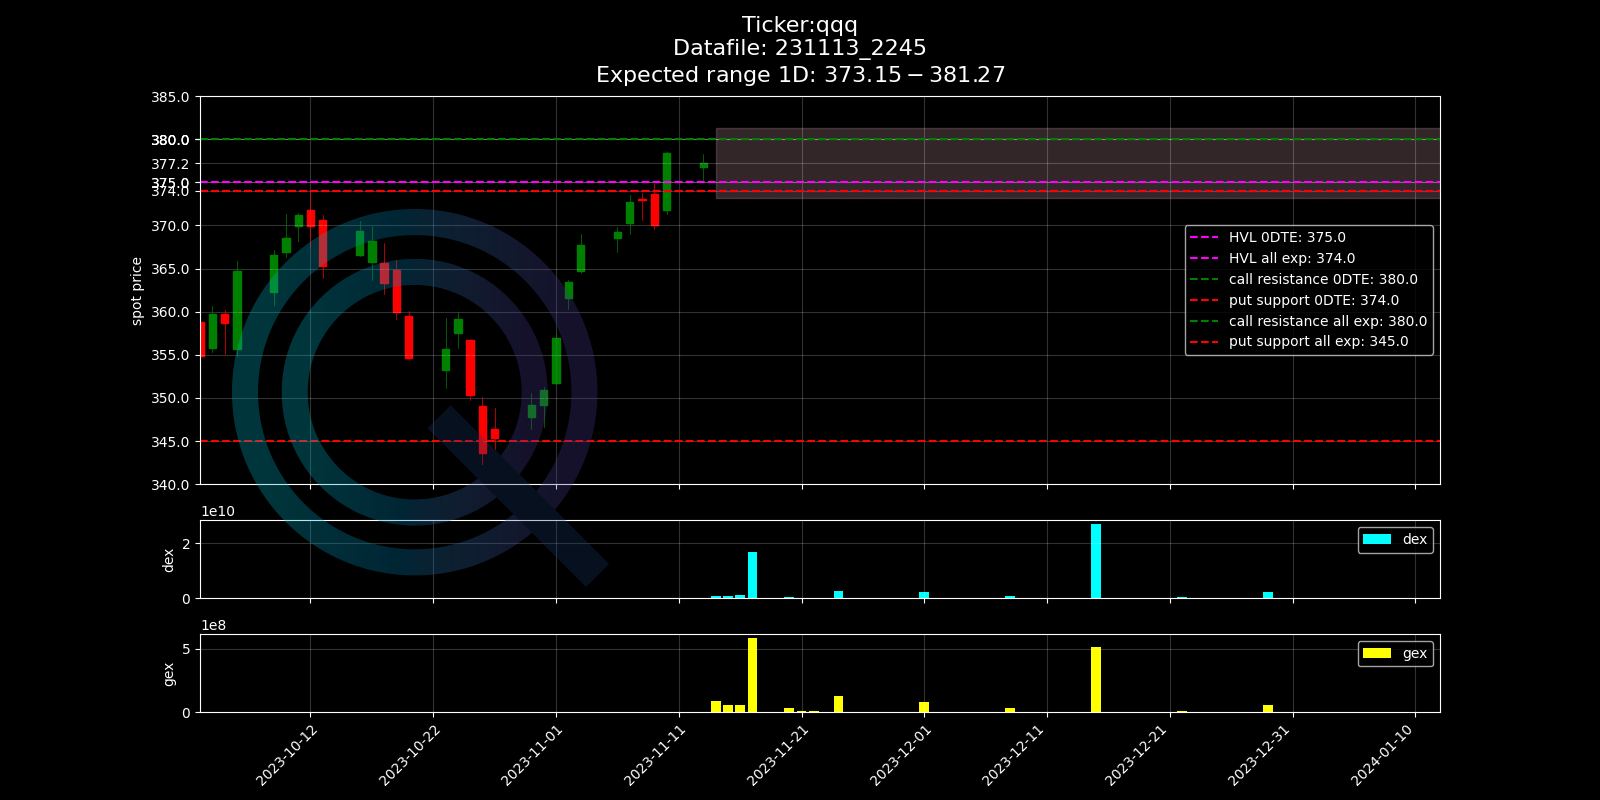 Ticker:qqq
Datafile: 231113_2245
Expected range 1D: 373.15 − 381.27
385.0
380.0
377.2
375.0
374.0
370.0
365.0
360.0
355.0
350.0
345.0
340.0
spot price
HVL 0DTE: 375.0
HVL all exp: 374.0
call resistance 0DTE: 380.0
put support 0DTE: 374.0
call resistance all exp: 380.0
put support all exp: 345.0
1e10
2
0
dex
dex
1e8
5
0
gex
gex
2023-10-12
2023-10-22
2023-11-01
2023-11-11
2023-11-21
2023-12-01
2023-12-11
2023-12-21
2023-12-31
2024-01-10